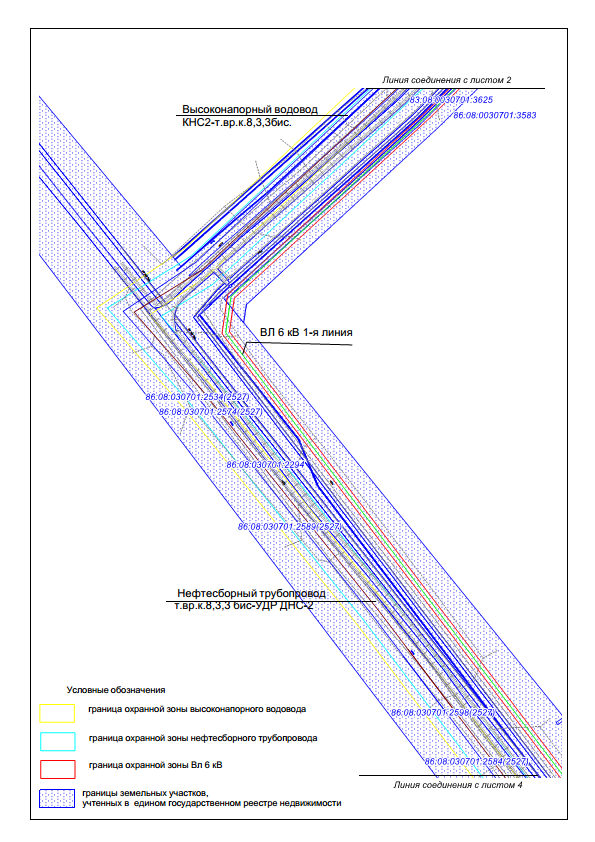 Линия соединения с листом 2
83:08:0030701:3625
Высоконапорный водовод
86:08:0030701:3583
КНС2-т.вр.к.8,3,3бис.
ВЛ 6 кВ 1-я линия
86:08:030701:2534(2527)
86:08:030701:2574(2527)
86:08:030701:2294
86:08:030701:2589(2527)
Нефтесборный трубопровод
т.вр.к.8,3,3 бис-УДР ДНС-2
Условные обозначения
граница охранной зоны высоконапорного водовода
86:08:030701:2598(2527)
граница охранной зоны нефтесборного трубопровода
граница охранной зоны Вл 6 кВ
86:08:030701:2584(2527)
Линия соединения с листом 4
границы земельных участков,
учтенных в едином государственном реестре недвижимости